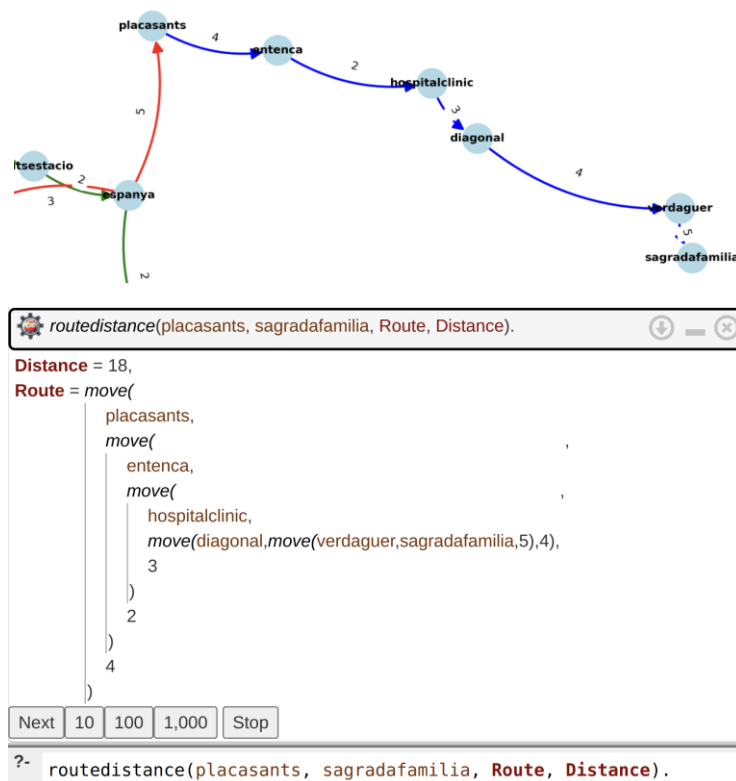 placasants
4
entenca
2
hospitalclinic
3
diagonal
5
4
tsestacio
2
espanya
3
verdaguer
5
sagradafamilia
2
routedistance(placasants, sagradafamilia, Route, Distance).
Distance = 18,
Route = move(
placasants,
move( ,
entenca,
move( ,
hospitalclinic,
move(diagonal,move(verdaguer,sagradafamilia,5),4),
3
)
2
)
4
)
Next 10 100 1,000 Stop
?- routedistance(placasants, sagradafamilia, Route, Distance).